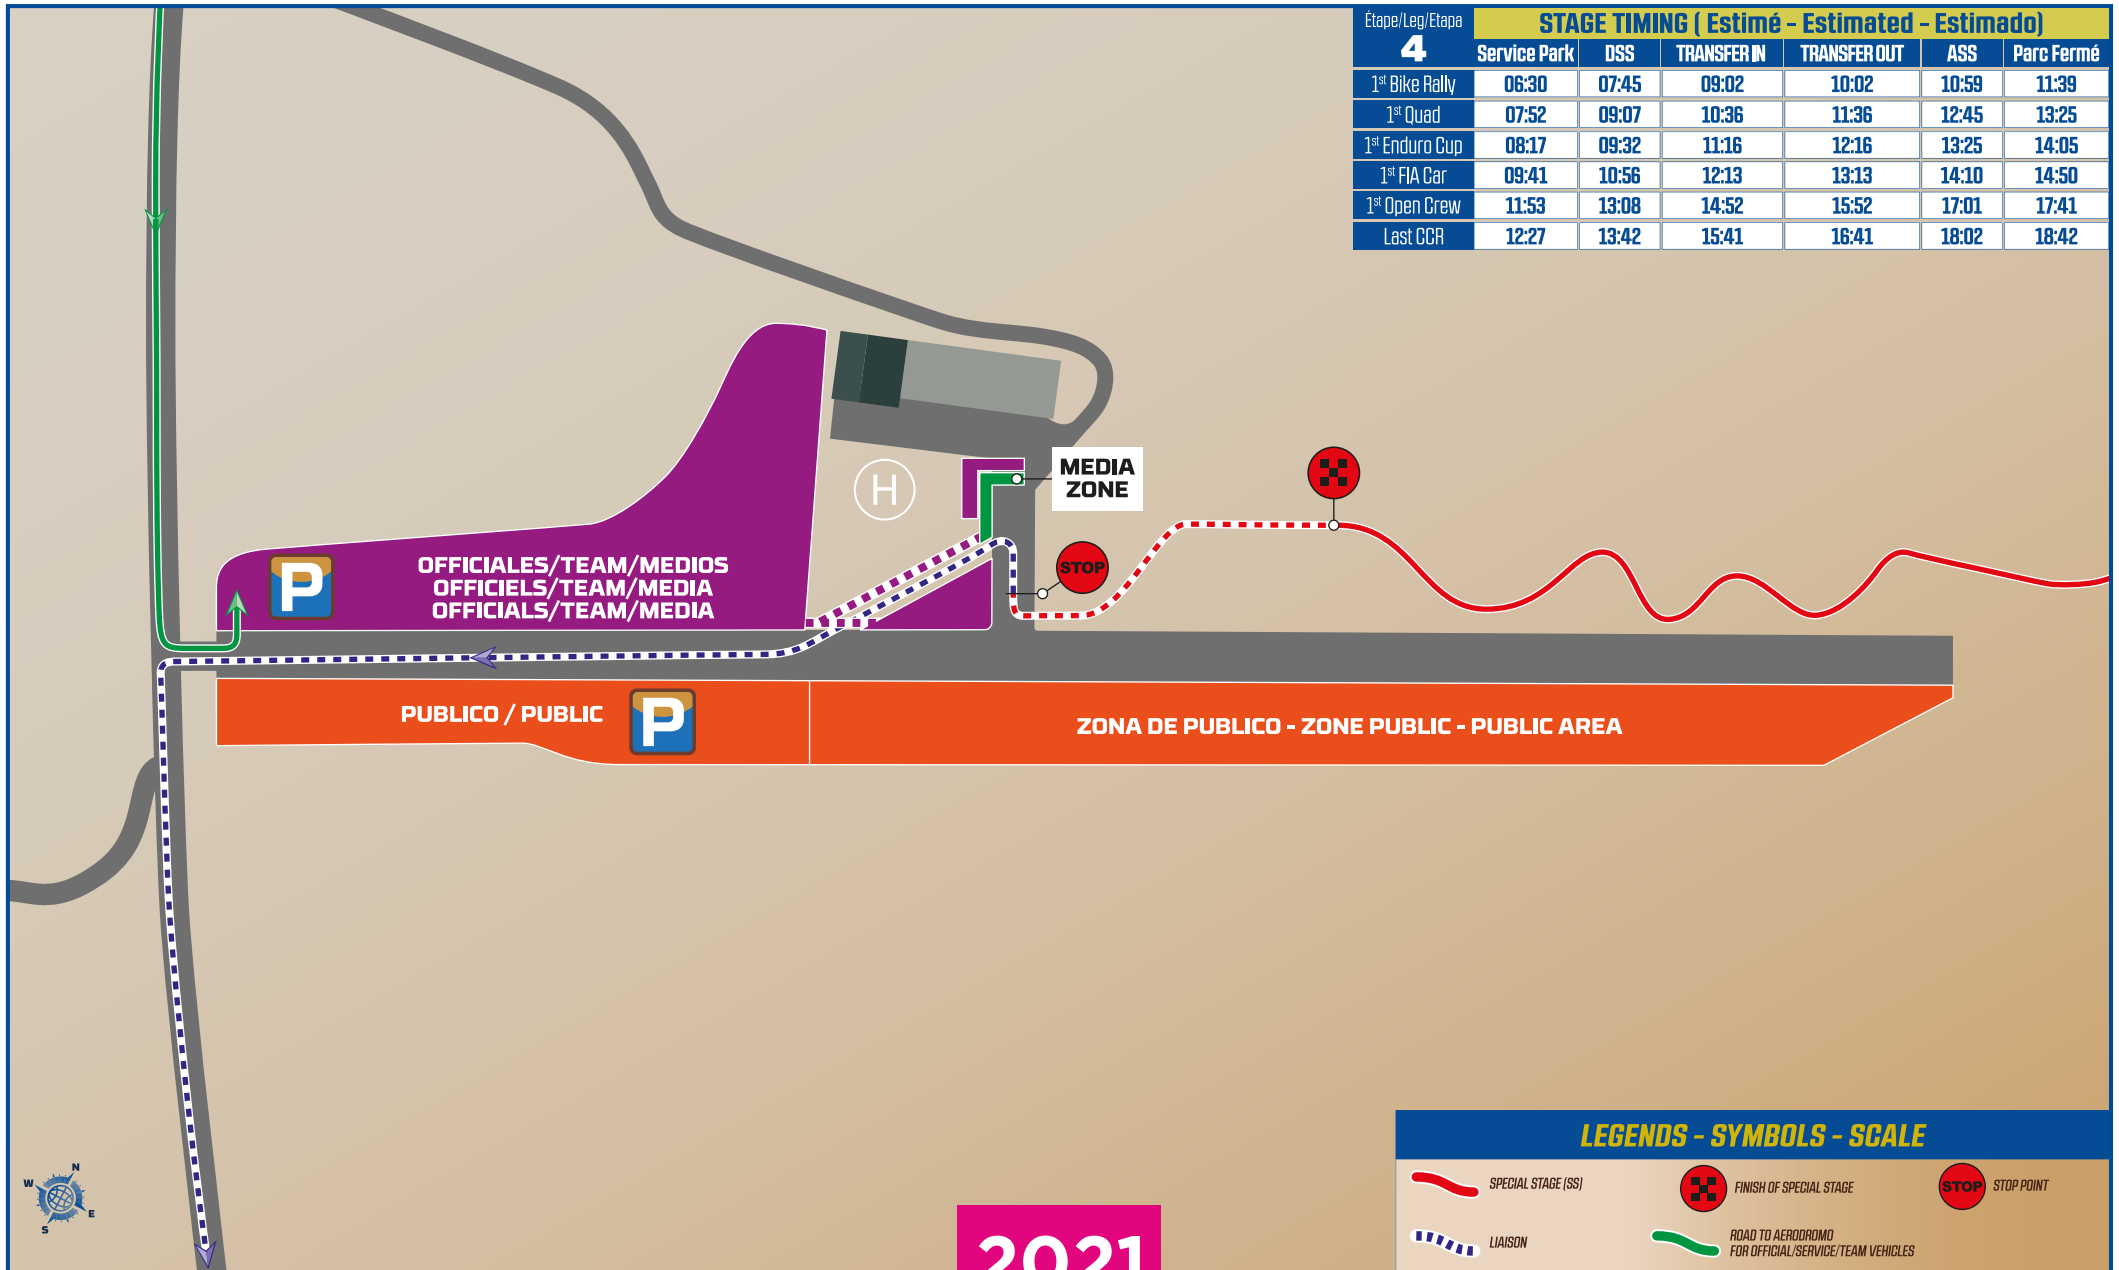 Étape/Leg/Etapa
4
STAGE TIMING ( Estimé - Estimated - Estimado)
Service Park DSS TRANSFER IN TRANSFER OUT ASS Parc Fermé
1st Bike Rally 06:30 07:45 09:02 10:02 10:59 11:39
1st Quad 07:52 09:07 10:36 11:36 12:45 13:25
1st Enduro Cup 08:17 09:32 11:16 12:16 13:25 14:05
1st FIA Car 09:41 10:56 12:13 13:13 14:10 14:50
1st Open Crew 11:53 13:08 14:52 15:52 17:01 17:41
Last CCR 12:27 13:42 15:41 16:41 18:02 18:42
MEDIA
ZONE
H
STOP
P
OFFICIALES/TEAM/MEDIOS
OFFICIELS/TEAM/MEDIA
OFFICIALS/TEAM/MEDIA
PUBLICO / PUBLIC
P
ZONA DE PUBLICO - ZONE PUBLIC - PUBLIC AREA
N
W
E
S
2021
LEGENDS - SYMBOLS - SCALE
SPECIAL STAGE (SS)
FINISH OF SPECIAL STAGE
STOP
STOP POINT
LIAISON
ROAD TO AERODROMO
FOR OFFICIAL/SERVICE/TEAM VEHICLES